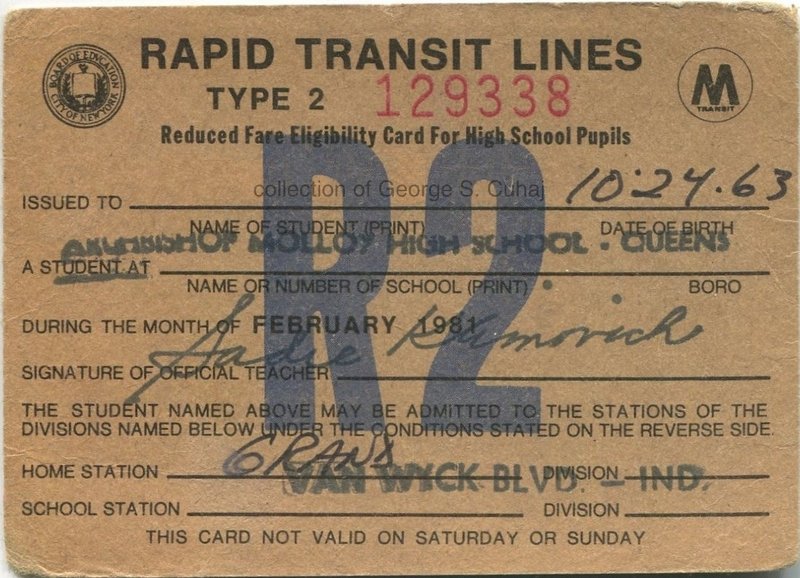 BOARD OF EDUCATION
CITY OF NEW YORK
RAPID TRANSIT LINES
M
TRANSIT
TYPE 2 129338
Reduced Fare Eligibility Card For High School Pupils
R2
collection of George S. Cuhaj
ISSUED TO 10·24·63
NAME OF STUDENT (PRINT) DATE OF BIRTH
ARCHBISHOP MOLLOY HIGH SCHOOL · QUEENS
A STUDENT AT
NAME OR NUMBER OF SCHOOL (PRINT) BORO
DURING THE MONTH OF FEBRUARY 1981
Sadie
SIGNATURE OF OFFICIAL TEACHER
THE STUDENT NAMED ABOVE MAY BE ADMITTED TO THE STATIONS OF THE
DIVISIONS NAMED BELOW UNDER THE CONDITIONS STATED ON THE REVERSE SIDE.
HOME STATION GRAND DIVISION
VAN WYCK BLVD. - IND.
SCHOOL STATION DIVISION
THIS CARD NOT VALID ON SATURDAY OR SUNDAY